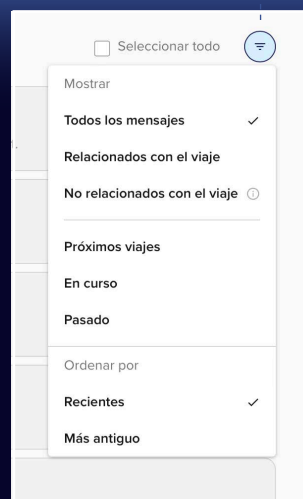 Seleccionar todo
Mostrar
Todos los mensajes
Relacionados con el viaje
No relacionados con el viaje
Próximos viajes
En curso
Pasado
Ordenar por
Recientes
Más antiguo